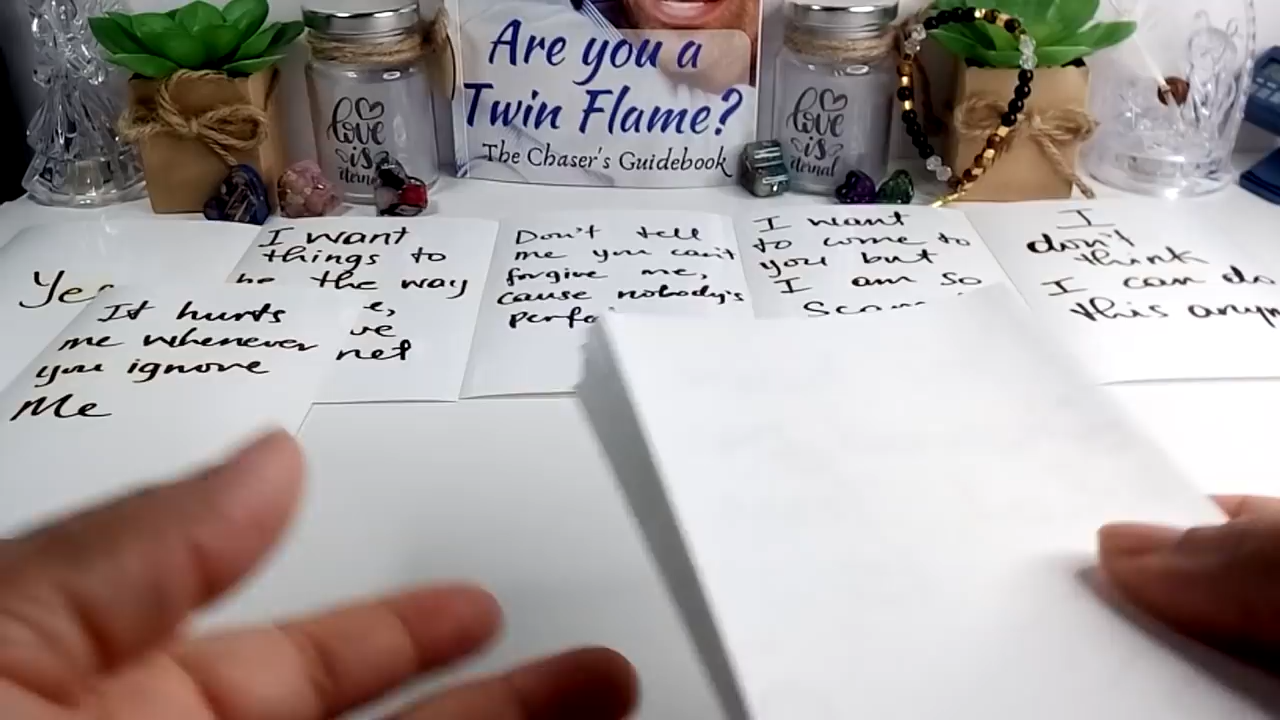 Are you a
Twin Flame?
The Chaser's Guidebook
love
is
love
is
eternal
Yes
I want
things to
be the way
Don't tell
me you can't
forgive me,
cause nobody's
I want
to come to
you but
I am so
I
don't
think
I can do
this
It hurts
me whenever
you ignore
Me